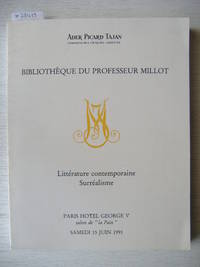 ADER PICARD TAJAN
BIBLIOTHÈQUE DU PROFESSEUR MILLOT
Littérature contemporaine
Surréalisme
PARIS HOTEL GEORGE V
salon de "la Paix"
SAMEDI 15 JUIN 1991